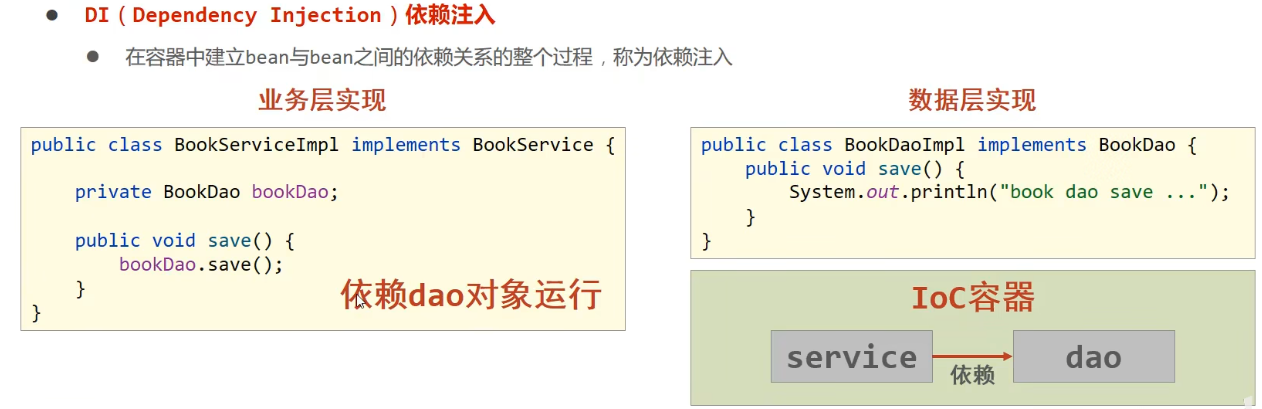 DI（Dependency Injection）依赖注入
在容器中建立bean与bean之间的依赖关系的整个过程，称为依赖注入
业务层实现
public class BookServiceImpl implements BookService {
private BookDao bookDao;
public void save() {
bookDao.save();
}
}
依赖dao对象运行
数据层实现
public class BookDaoImpl implements BookDao {
public void save() {
System.out.println("book dao save ...");
}
}
IoC容器
service
依赖
dao